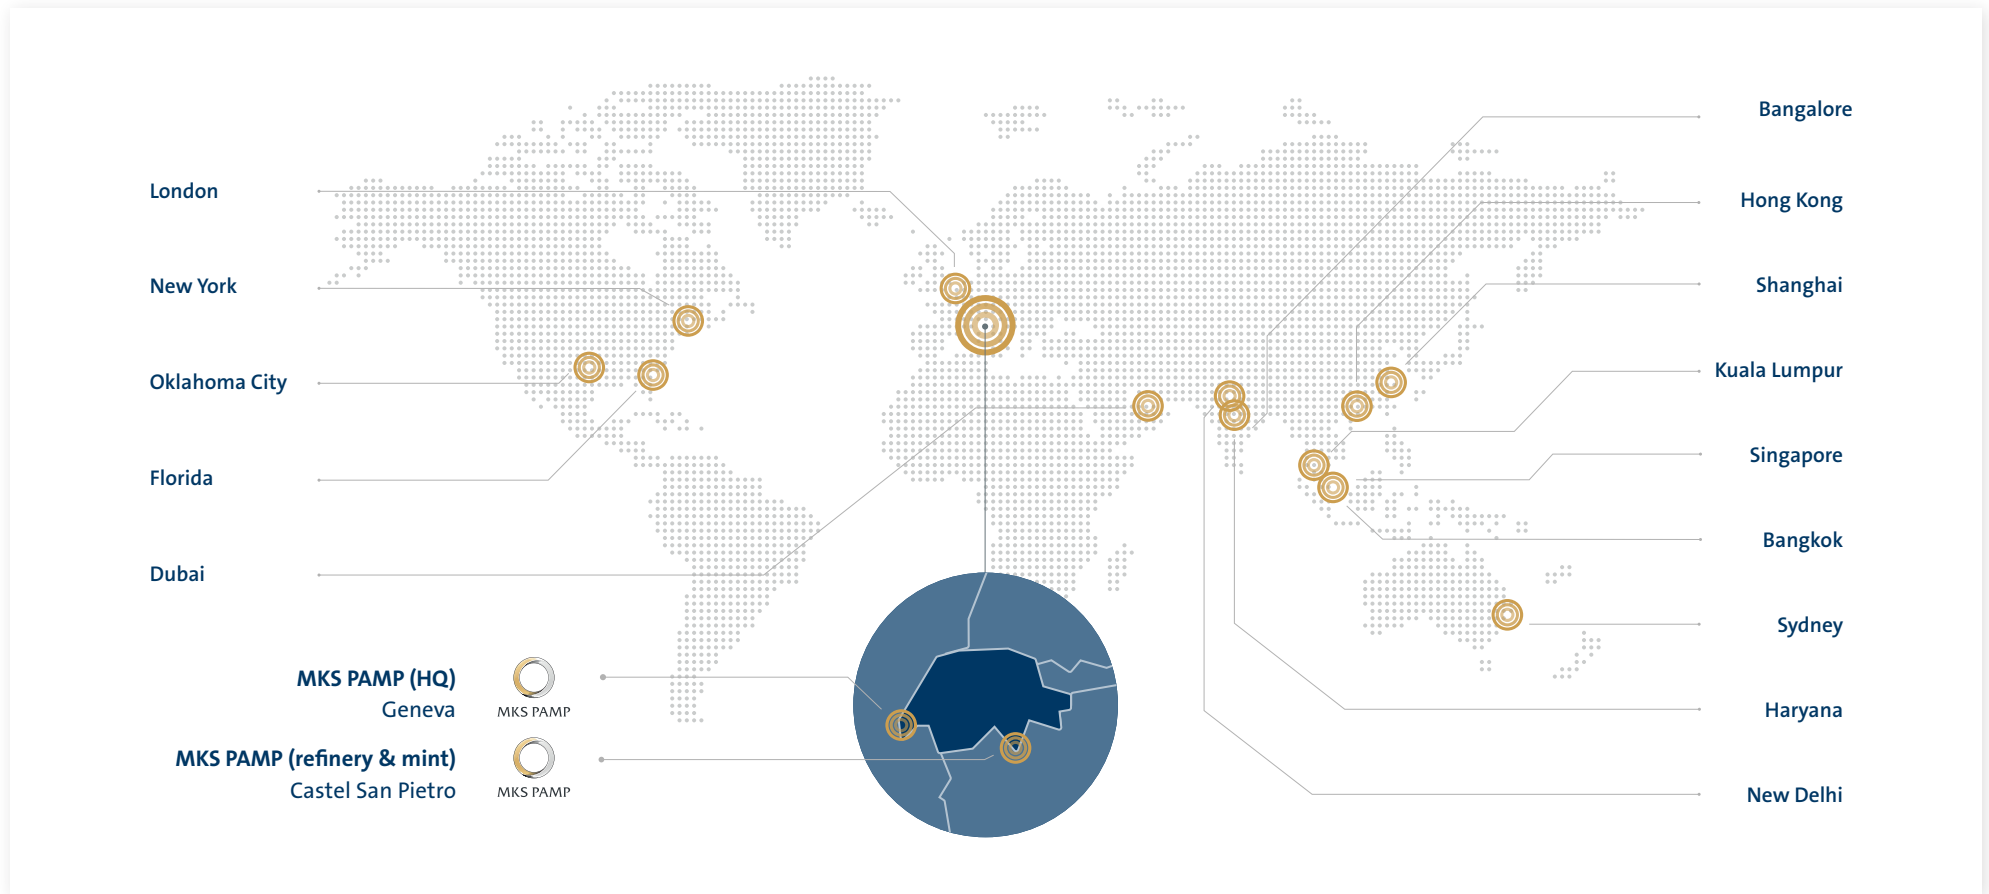 London
New York
Oklahoma City
Florida
Dubai
MKS PAMP (HQ)
Geneva
MKS PAMP
MKS PAMP (refinery & mint)
Castel San Pietro
MKS PAMP
Bangalore
Hong Kong
Shanghai
Kuala Lumpur
Singapore
Bangkok
Sydney
Haryana
New Delhi